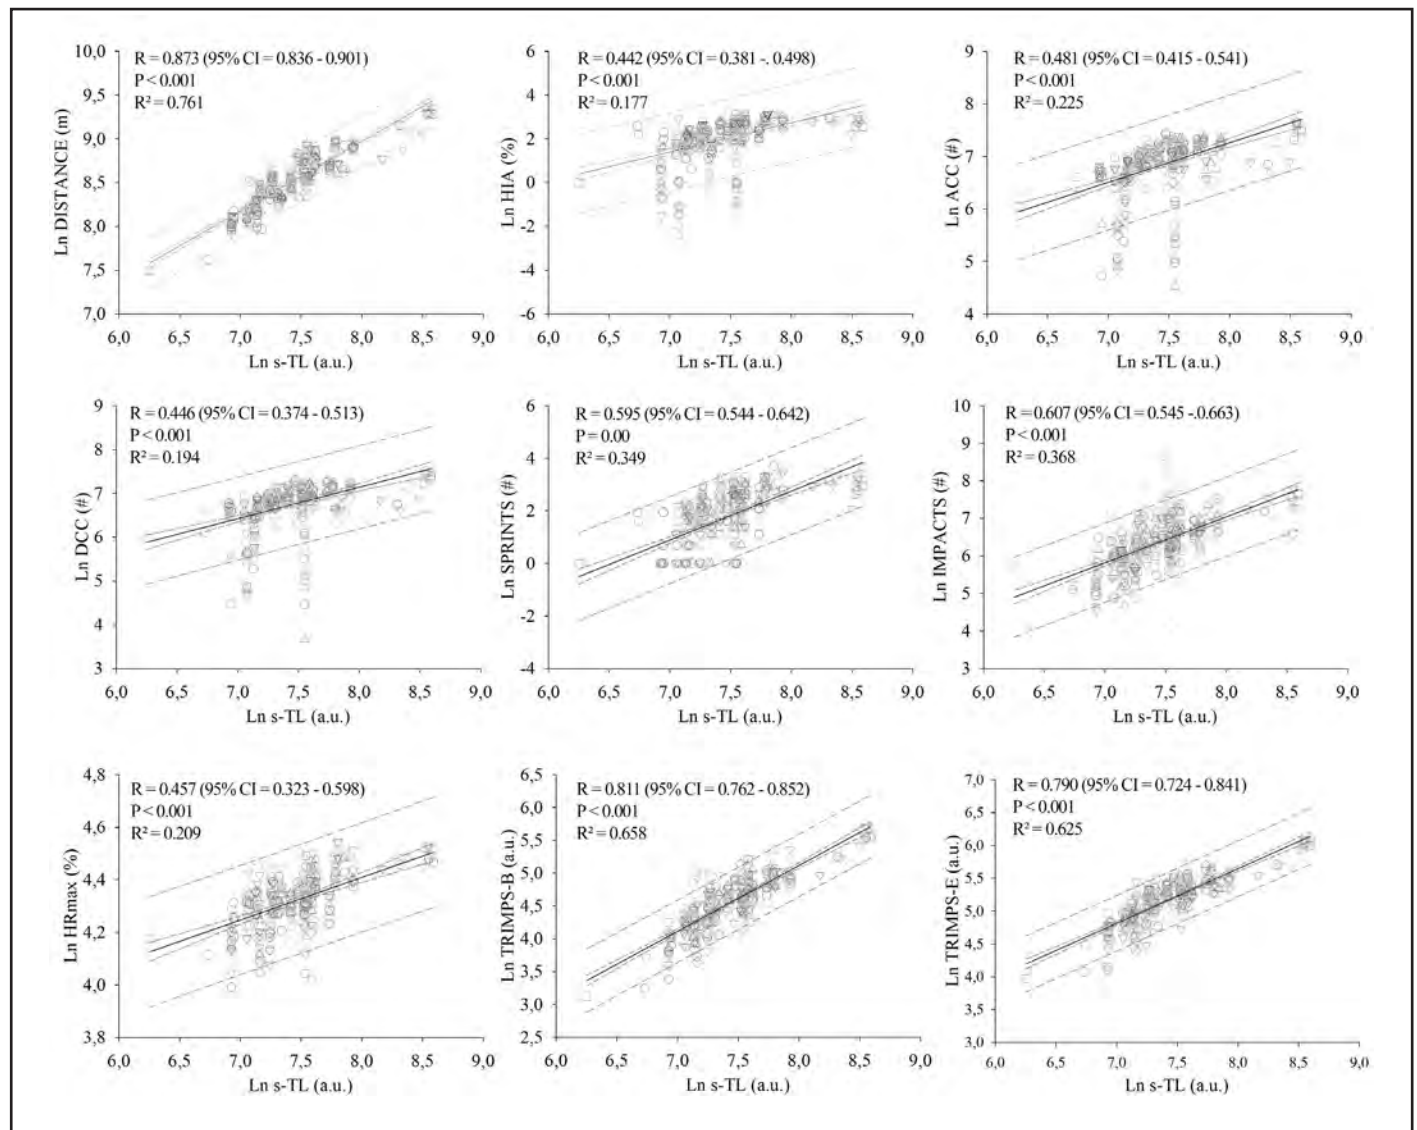 R = 0.873 (95% CI = 0.836 - 0.901)
P < 0.001
R² = 0.761
Ln DISTANCE (m)
10,0
9,5
9,0
8,5
8,0
7,5
7,0
6,0 6,5 7,0 7,5 8,0 8,5 9,0
Ln s-TL (a.u.)
R = 0.442 (95% CI = 0.381 -. 0.498)
P < 0.001
R² = 0.177
Ln HIA (%)
6
4
2
0
-2
-4
-6
6,0 6,5 7,0 7,5 8,0 8,5 9,0
Ln s-TL (a.u.)
R = 0.481 (95% CI = 0.415 - 0.541)
P < 0.001
R² = 0.225
Ln ACC (#)
9
8
7
6
5
4
6,0 6,5 7,0 7,5 8,0 8,5 9,0
Ln s-TL (a.u.)
R = 0.446 (95% CI = 0.374 - 0.513)
P < 0.001
R² = 0.194
Ln DCC (#)
9
8
7
6
5
4
3
6,0 6,5 7,0 7,5 8,0 8,5 9,0
Ln s-TL (a.u.)
R = 0.595 (95% CI = 0.544 - 0.642)
P = 0.00
R² = 0.349
Ln SPRINTS (#)
6
4
2
0
-2
-4
6,0 6,5 7,0 7,5 8,0 8,5 9,0
Ln s-TL (a.u.)
R = 0.607 (95% CI = 0.545 -.0.663)
P < 0.001
R² = 0.368
Ln IMPACTS (#)
10
9
8
7
6
5
4
3
6,0 6,5 7,0 7,5 8,0 8,5 9,0
Ln s-TL (a.u.)
R = 0.457 (95% CI = 0.323 - 0.598)
P < 0.001
R² = 0.209
Ln HRmax (%)
4,8
4,6
4,4
4,2
4,0
3,8
6,0 6,5 7,0 7,5 8,0 8,5 9,0
Ln s-TL (a.u.)
R = 0.811 (95% CI = 0.762 - 0.852)
P < 0.001
R² = 0.658
Ln TRIMPS-B (a.u.)
6,5
6,0
5,5
5,0
4,5
4,0
3,5
3,0
2,5
6,0 6,5 7,0 7,5 8,0 8,5 9,0
Ln s-TL (a.u.)
R = 0.790 (95% CI = 0.724 - 0.841)
P < 0.001
R² = 0.625
Ln TRIMPS-E (a.u.)
7,0
6,5
6,0
5,5
5,0
4,5
4,0
3,5
3,0
6,0 6,5 7,0 7,5 8,0 8,5 9,0
Ln s-TL (a.u.)